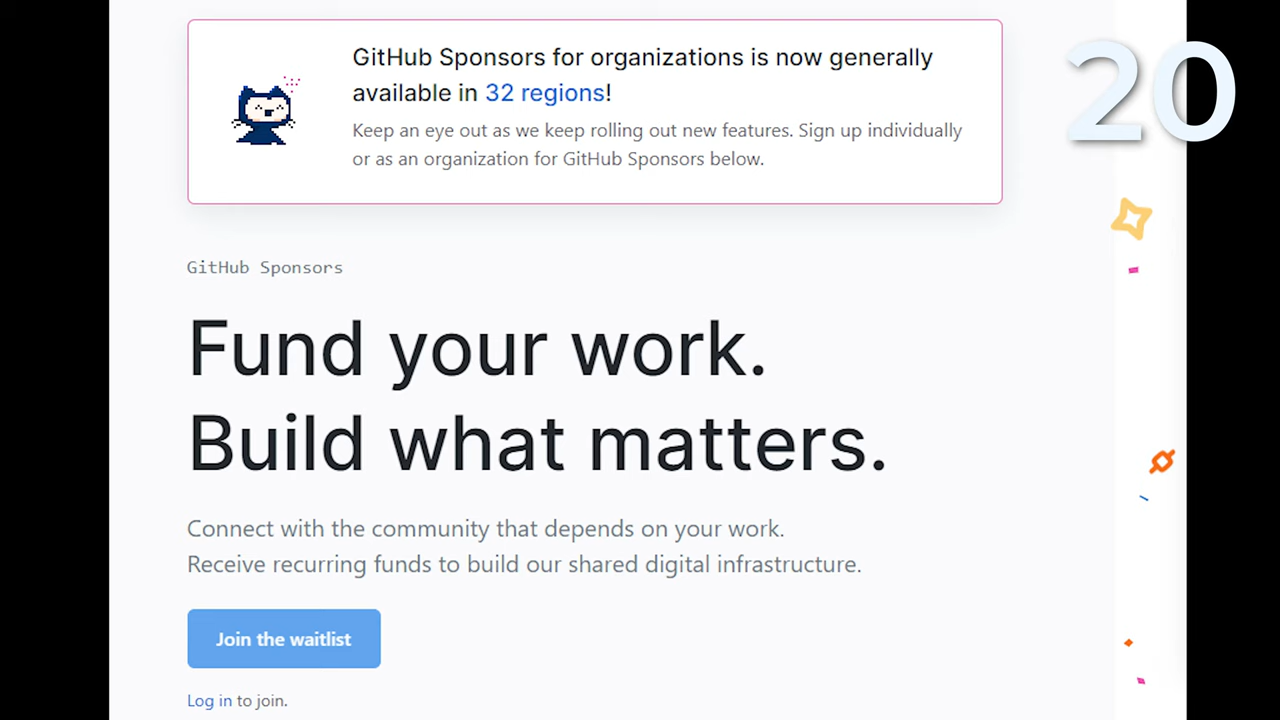 20
GitHub Sponsors for organizations is now generally
available in 32 regions!
Keep an eye out as we keep rolling out new features. Sign up individually
or as an organization for GitHub Sponsors below.
GitHub Sponsors
Fund your work.
Build what matters.
Connect with the community that depends on your work.
Receive recurring funds to build our shared digital infrastructure.
Join the waitlist
Log in to join.